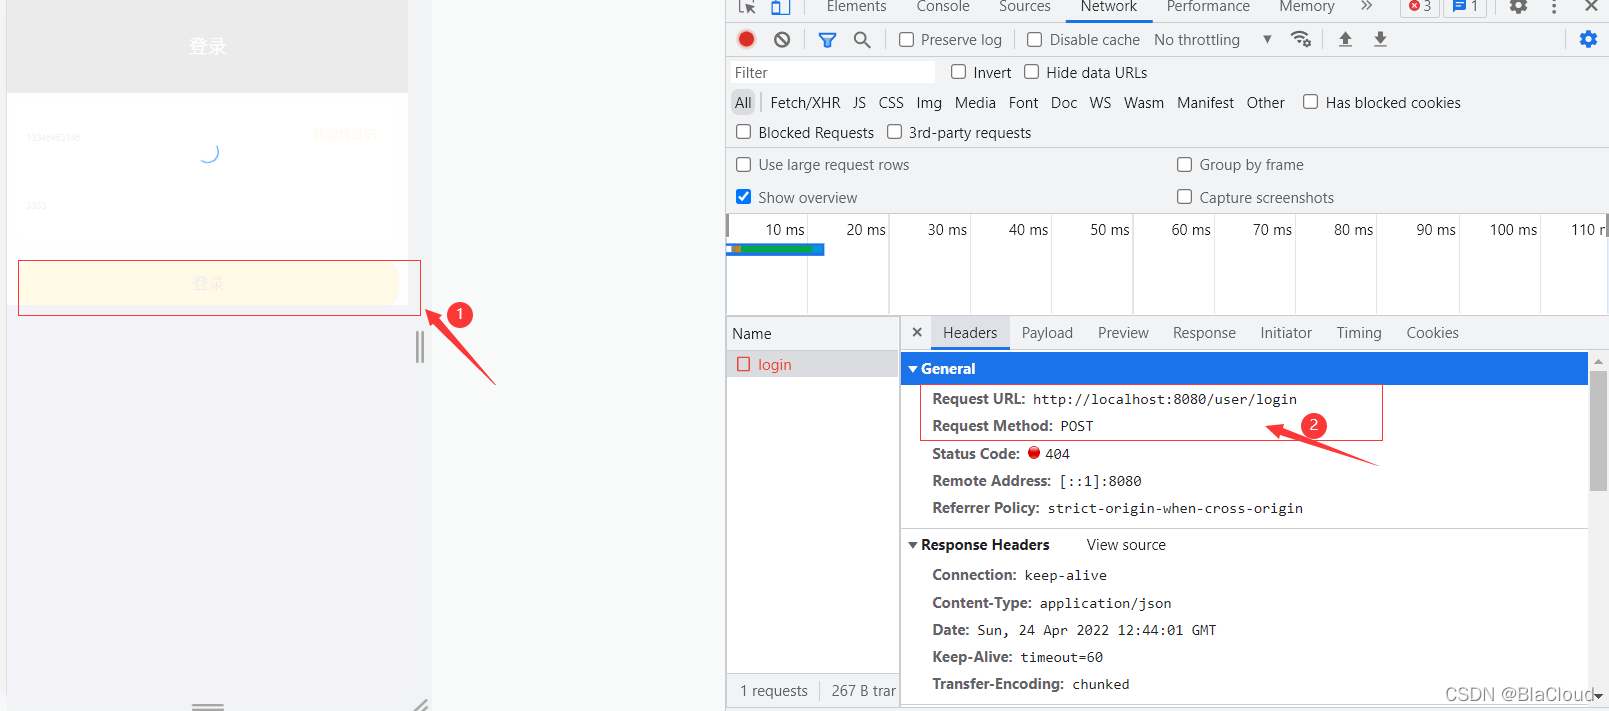 登录
13345453345
获取验证码
3333
登录
1
Elements Console Sources Network Performance Memory » 3 1
Preserve log Disable cache No throttling
Filter Invert Hide data URLs
All Fetch/XHR JS CSS Img Media Font Doc WS Wasm Manifest Other Has blocked cookies
Blocked Requests 3rd-party requests
Use large request rows Group by frame
Show overview Capture screenshots
10 ms 20 ms 30 ms 40 ms 50 ms 60 ms 70 ms 80 ms 90 ms 100 ms 110 r
Name
login
× Headers Payload Preview Response Initiator Timing Cookies
General
Request URL: http://localhost:8080/user/login
Request Method: POST
2
Status Code: 404
Remote Address: [::1]:8080
Referrer Policy: strict-origin-when-cross-origin
Response Headers View source
Connection: keep-alive
Content-Type: application/json
Date: Sun, 24 Apr 2022 12:44:01 GMT
Keep-Alive: timeout=60
Transfer-Encoding: chunked
1 requests 267 B trar
CSDN @BlaCloud